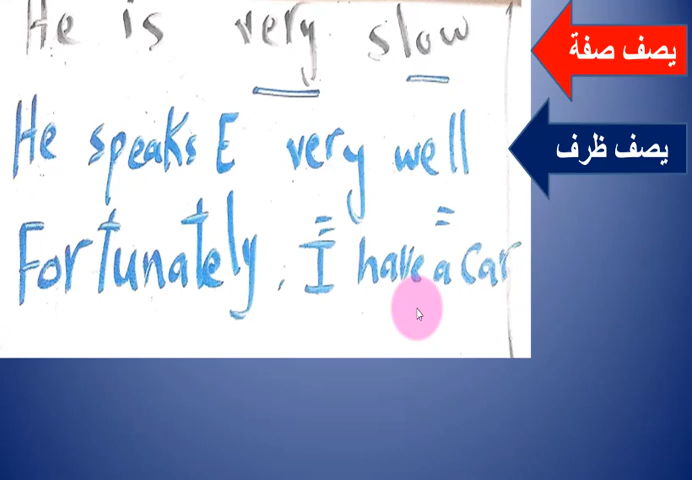 He is very slow
يصف صفة
He speaks E very well
يصف ظرف
Fortunately, I have a car